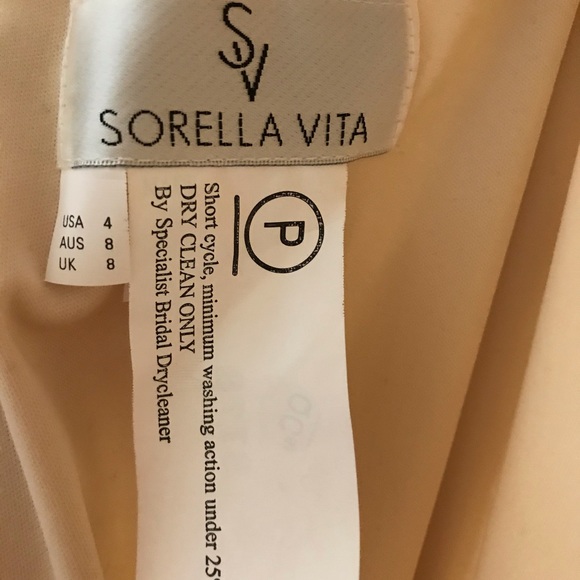 SV
SORELLA VITA
USA 4
AUS 8
UK 8
P
Short cycle, minimum washing action under 25°
DRY CLEAN ONLY
By Specialist Bridal Drycleaner